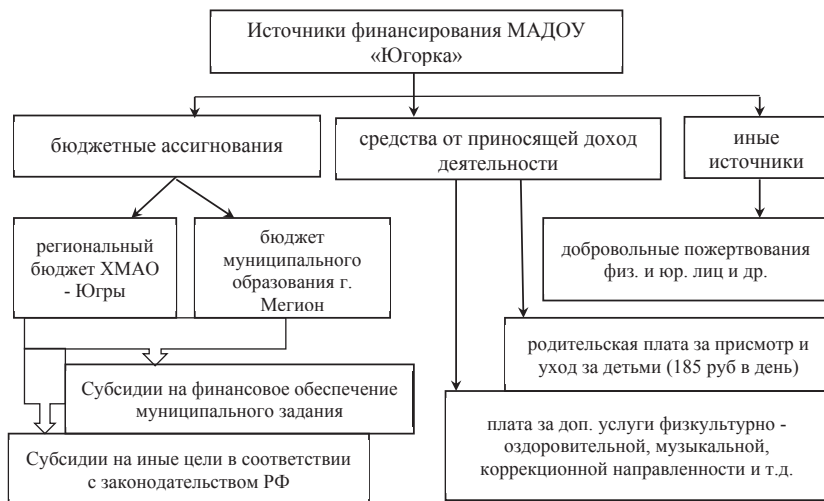 Источники финансирования МАДОУ
«Югорка»
бюджетные ассигнования
средства от приносящей доход
деятельности
иные
источники
региональный
бюджет ХМАО
- Югры
бюджет
муниципального
образования г.
Мегион
добровольные пожертвования
физ. и юр. лиц и др.
родительская плата за присмотр и
уход за детьми (185 руб в день)
Субсидии на финансовое обеспечение
муниципального задания
плата за доп. услуги физкультурно -
оздоровительной, музыкальной,
коррекционной направленности и т.д.
Субсидии на иные цели в соответствии
с законодательством РФ